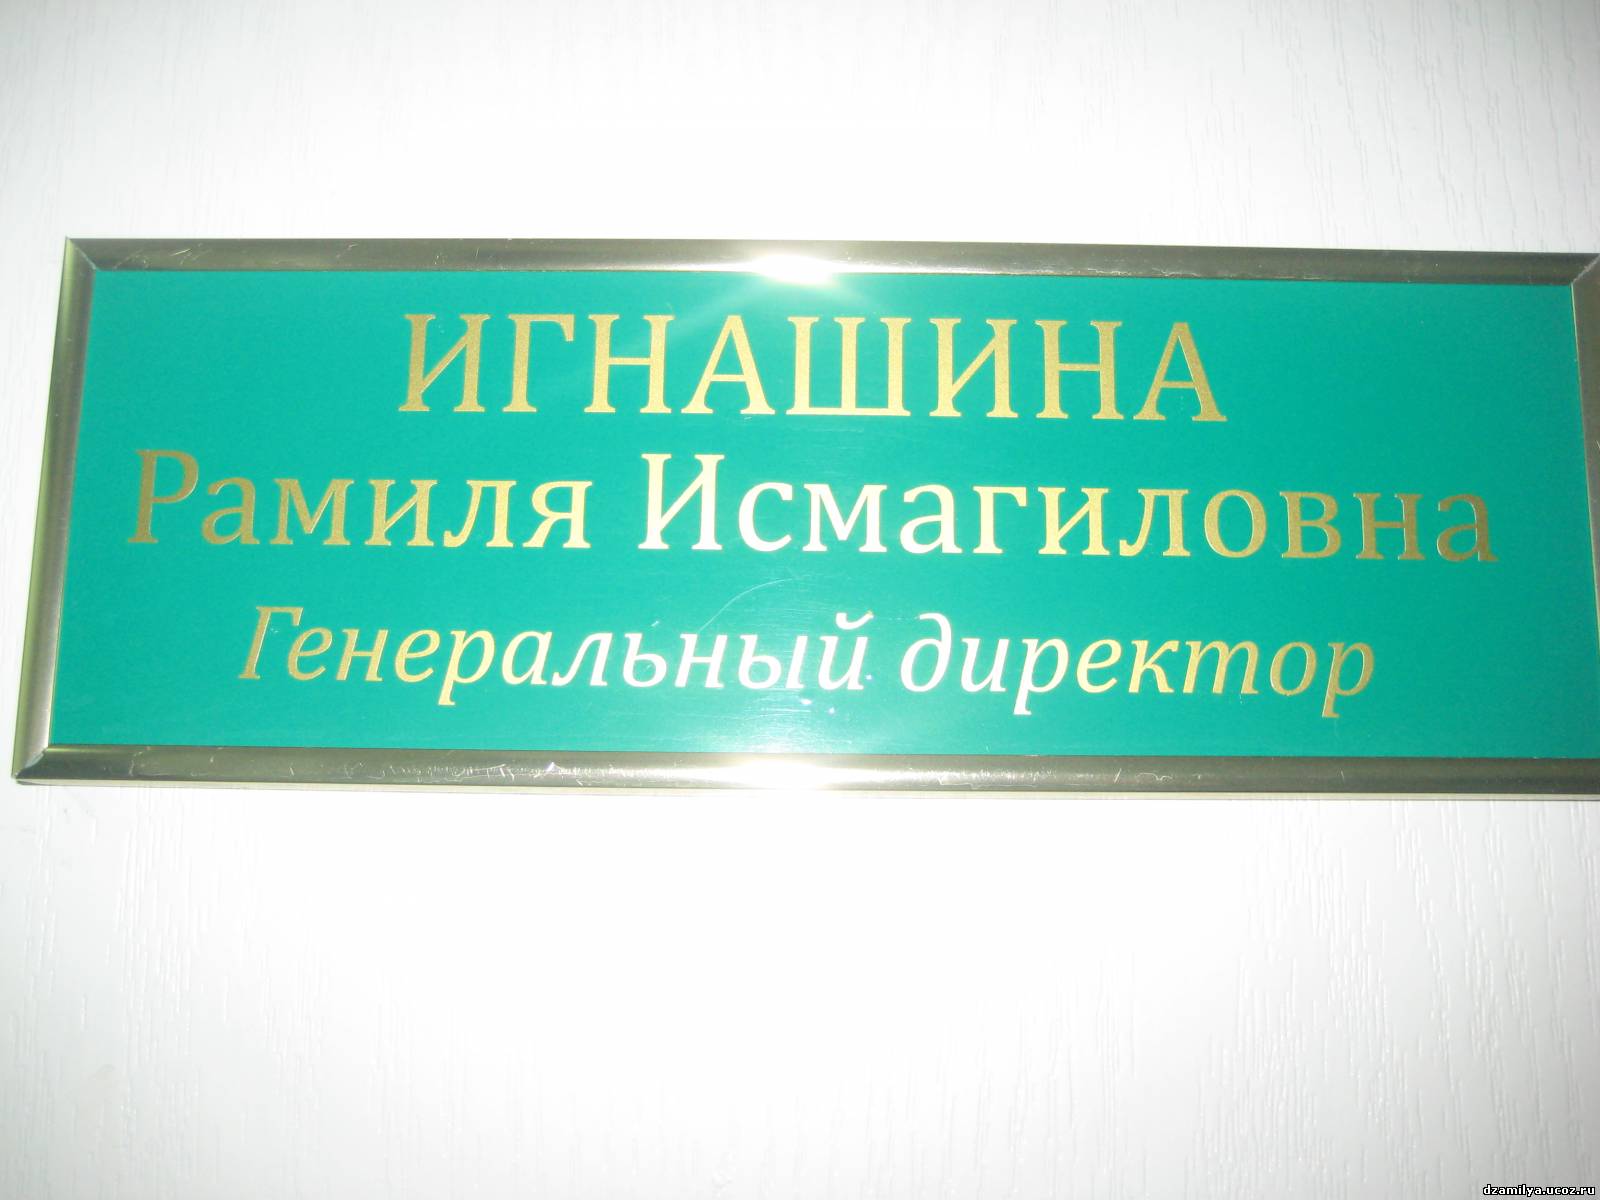 ИГНАШИНА
Рамиля Исмагиловна
Генеральный директор
dzamilya.ucoz.ru